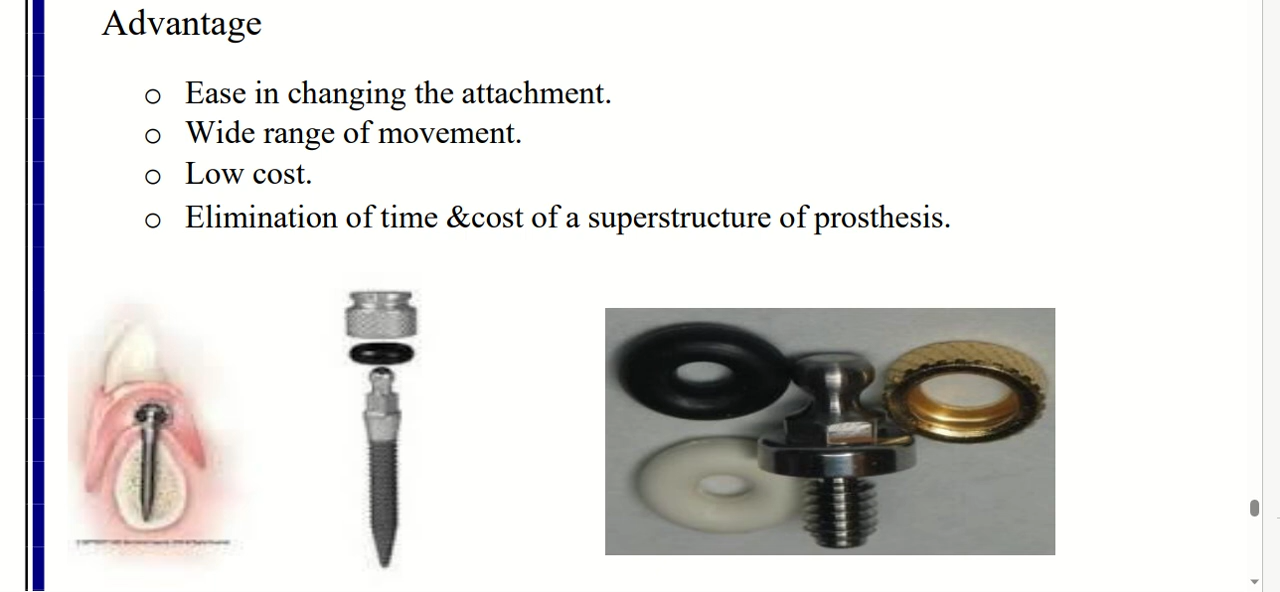 Advantage
o Ease in changing the attachment.
o Wide range of movement.
o Low cost.
o Elimination of time &cost of a superstructure of prosthesis.